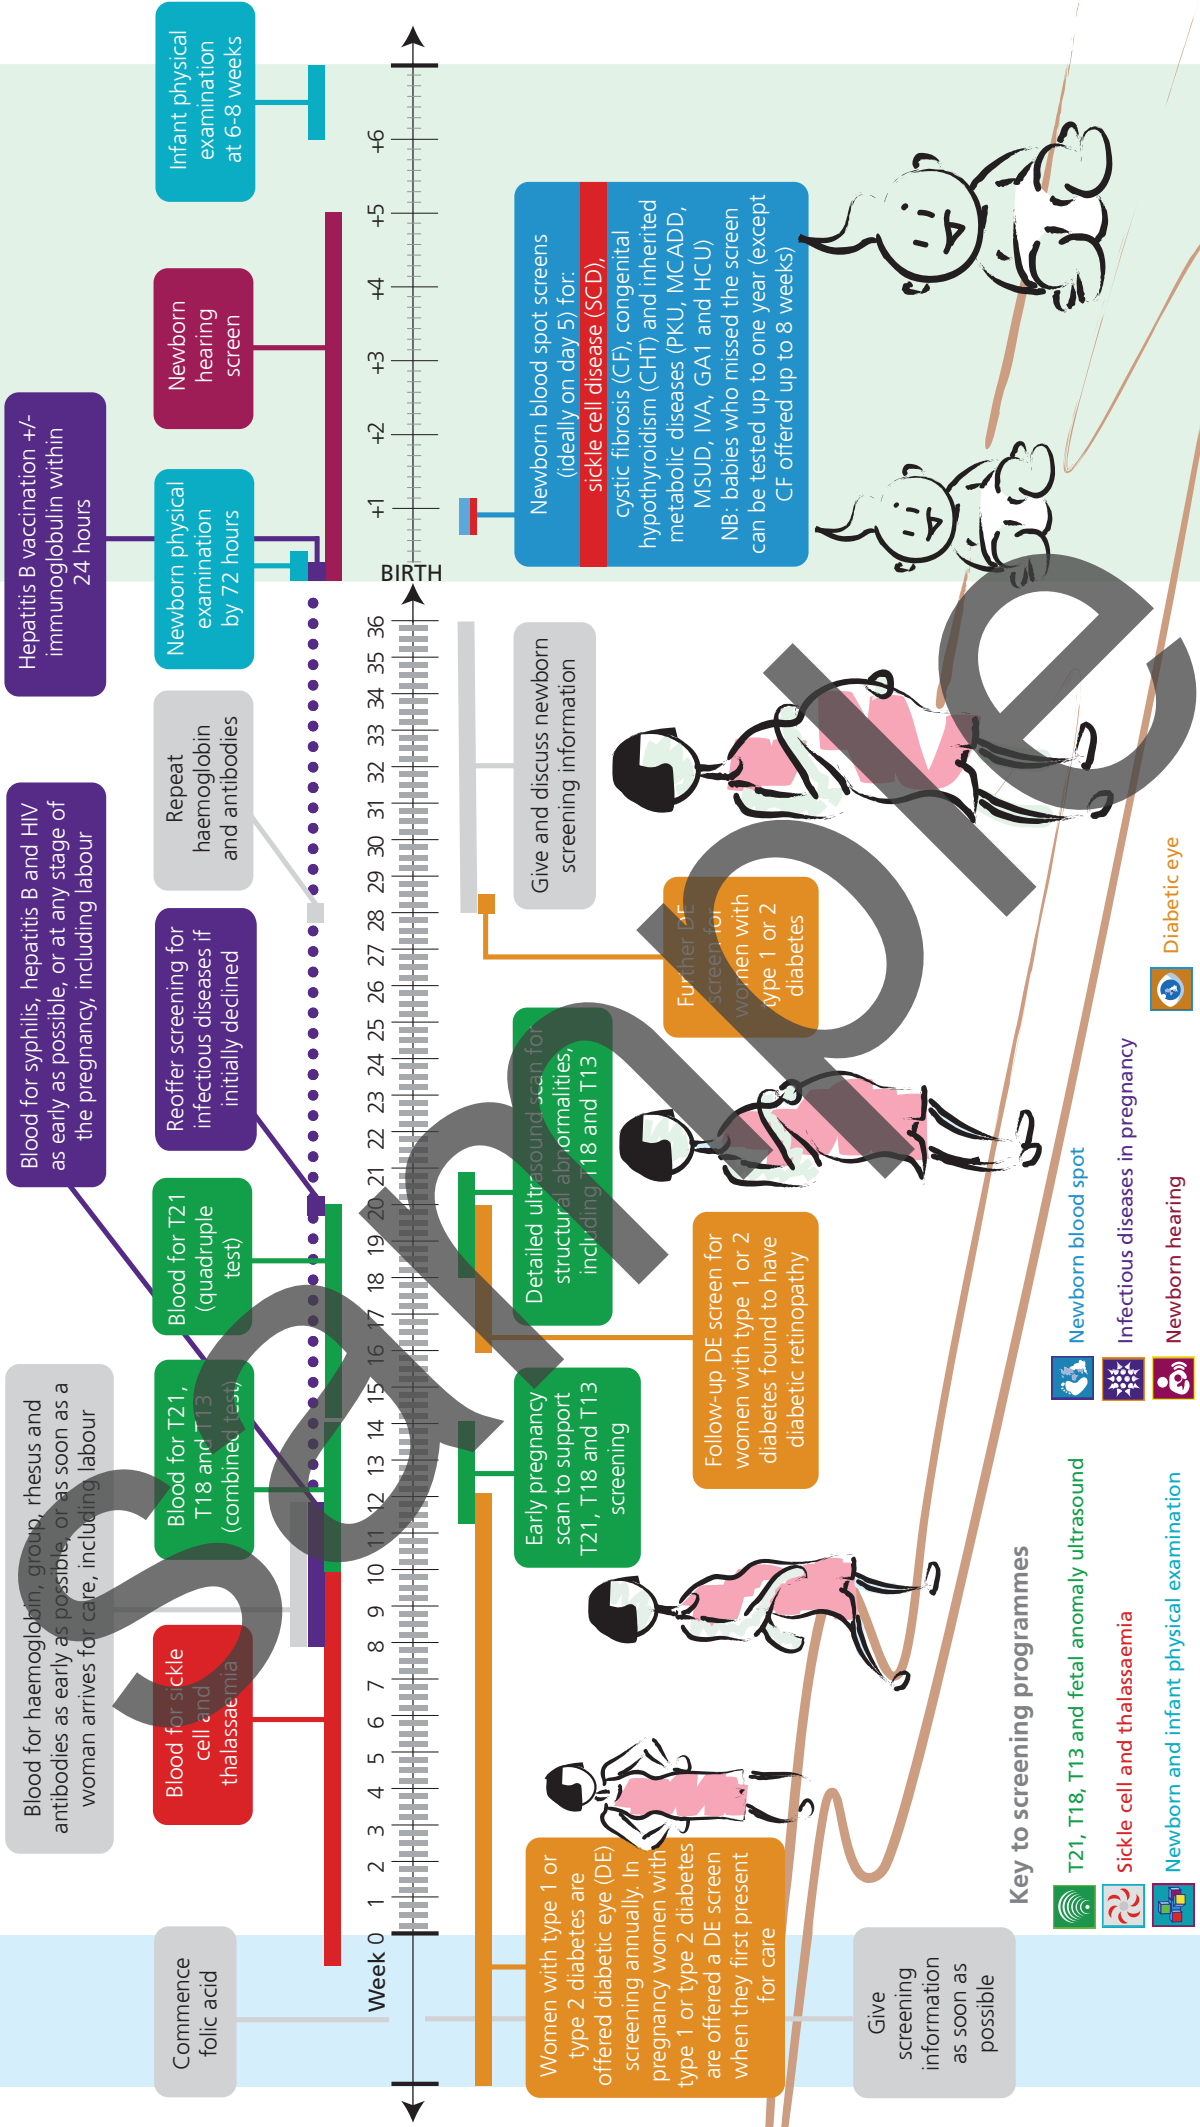 Commence
folic acid
Blood for haemoglobin, group, rhesus and
antibodies as early as possible, or as soon as a
woman arrives for care, including labour
Blood for syphilis, hepatitis B and HIV
as early as possible, or at any stage of
the pregnancy, including labour
Hepatitis B vaccination +/-
immunoglobulin within
24 hours
Blood for sickle
cell and
thalassaemia
Blood for T21,
T18 and T13
(combined test)
Blood for T21
(quadruple
test)
Reoffer screening for
infectious diseases if
initially declined
Repeat
haemoglobin
and antibodies
Newborn physical
examination
by 72 hours
Newborn
hearing
screen
Infant physical
examination
at 6-8 weeks
Week 0 1 2 3 4 5 6 7 8 9 10 11 12 13 14 15 16 17 18 19 20 21 22 23 24 25 26 27 28 29 30 31 32 33 34 35 36 BIRTH +1 +2 +3 +4 +5 +6
Women with type 1 or
type 2 diabetes are
offered diabetic eye (DE)
screening annually. In
pregnancy women with
type 1 or type 2 diabetes
are offered a DE screen
when they first present
for care
Early pregnancy
scan to support
T21, T18 and T13
screening
Detailed ultrasound scan for
structural abnormalities,
including T18 and T13
Give and discuss newborn
screening information
Newborn blood spot screens
(ideally on day 5) for:
sickle cell disease (SCD),
cystic fibrosis (CF), congenital
hypothyroidism (CHT) and inherited
metabolic diseases (PKU, MCADD,
MSUD, IVA, GA1 and HCU)
NB: babies who missed the screen
can be tested up to one year (except
CF offered up to 8 weeks)
Follow-up DE screen for
women with type 1 or 2
diabetes found to have
diabetic retinopathy
Further DE
screen for
women with
type 1 or 2
diabetes
Give
screening
information
as soon as
possible
Key to screening programmes
T21, T18, T13 and fetal anomaly ultrasound
Sickle cell and thalassaemia
Newborn and infant physical examination
Newborn blood spot
Infectious diseases in pregnancy
Newborn hearing
Diabetic eye
Sample